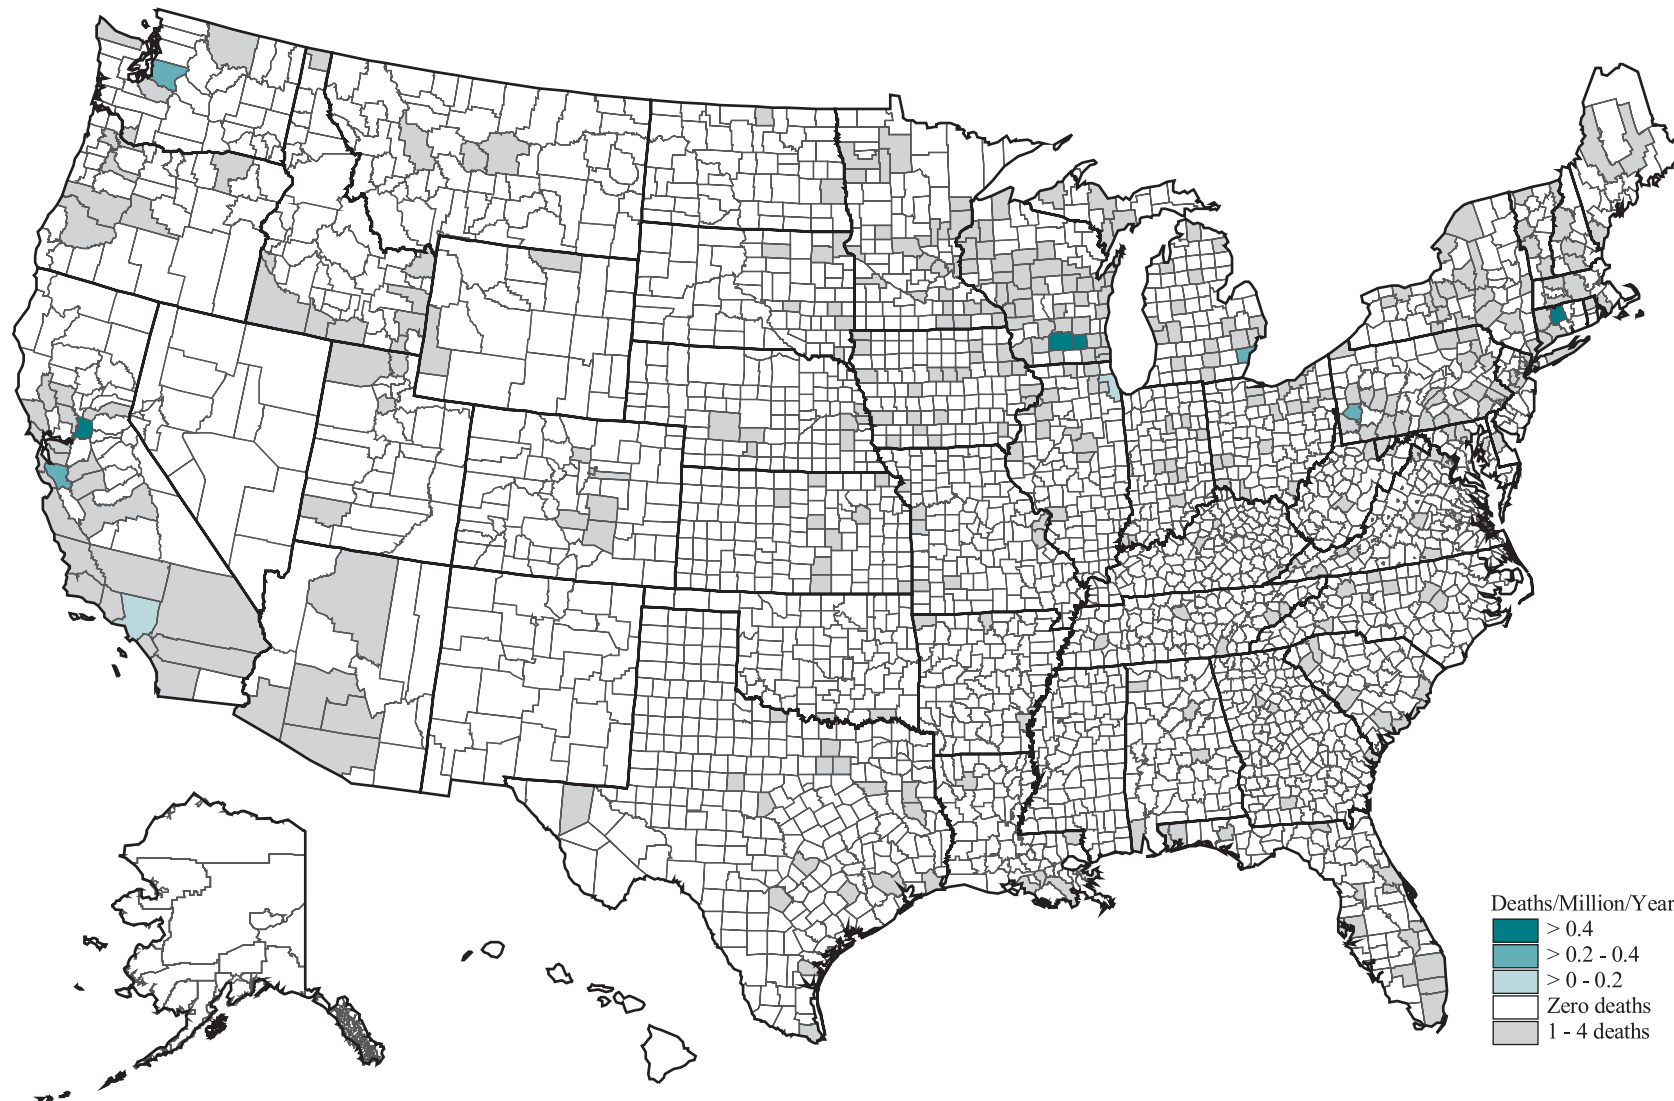 Deaths/Million/Year
> 0.4
> 0.2 - 0.4
> 0 - 0.2
Zero deaths
1 - 4 deaths